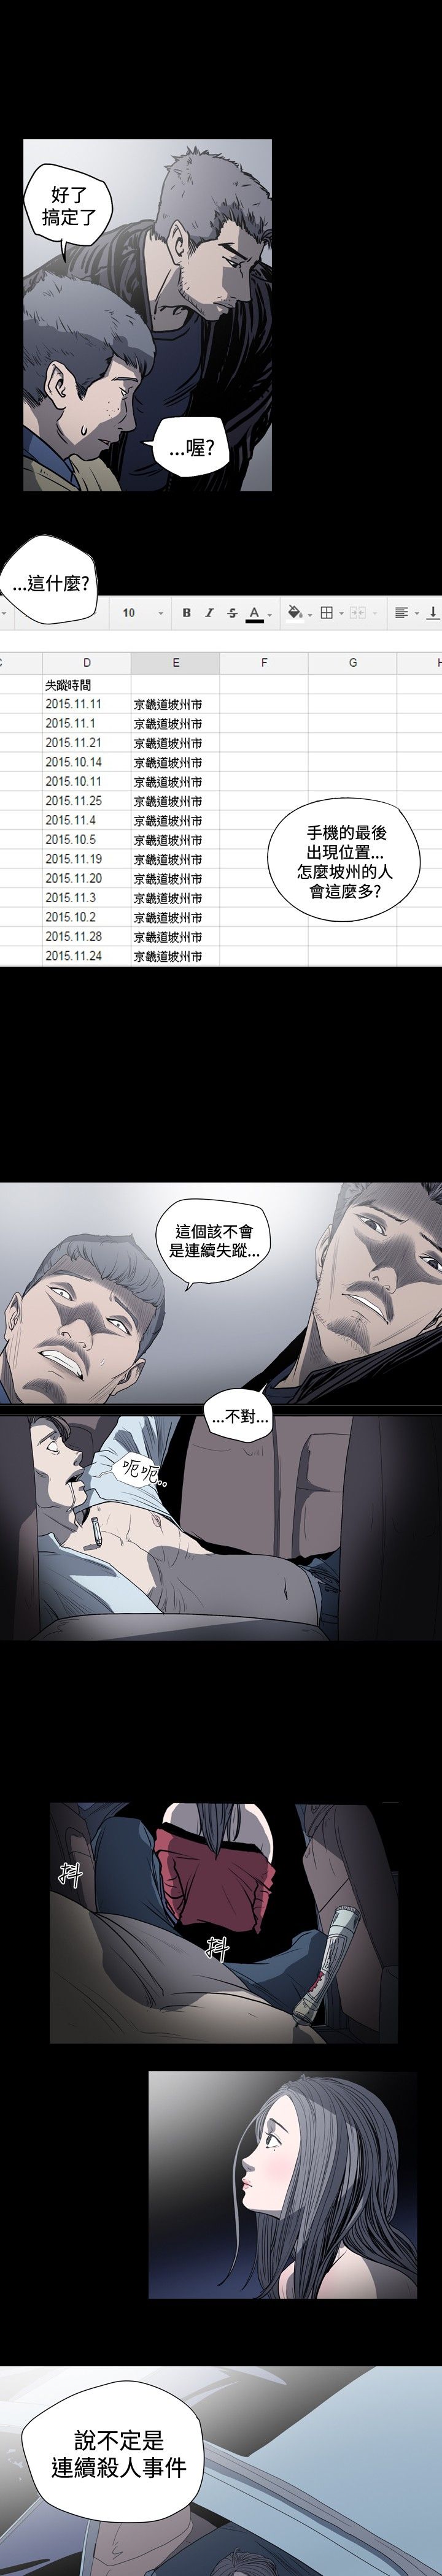 好了
搞定了
...喔?
...這什麼?
10 B I S A
C D E F G H
失蹤時間
2015.11.11 京畿道坡州市
2015.11.1 京畿道坡州市
2015.11.21 京畿道坡州市
2015.10.14 京畿道坡州市
2015.10.11 京畿道坡州市
2015.11.25 京畿道坡州市
2015.11.4 京畿道坡州市
2015.10.5 京畿道坡州市
2015.11.19 京畿道坡州市
2015.11.20 京畿道坡州市
2015.11.3 京畿道坡州市
2015.10.2 京畿道坡州市
2015.11.28 京畿道坡州市
2015.11.24 京畿道坡州市
手機的最後
出現位置...
怎麼坡州的人
會這麼多?
這個該不會
是連續失蹤...
...不對...
呃呃..
抖
抖
說不定是
連續殺人事件